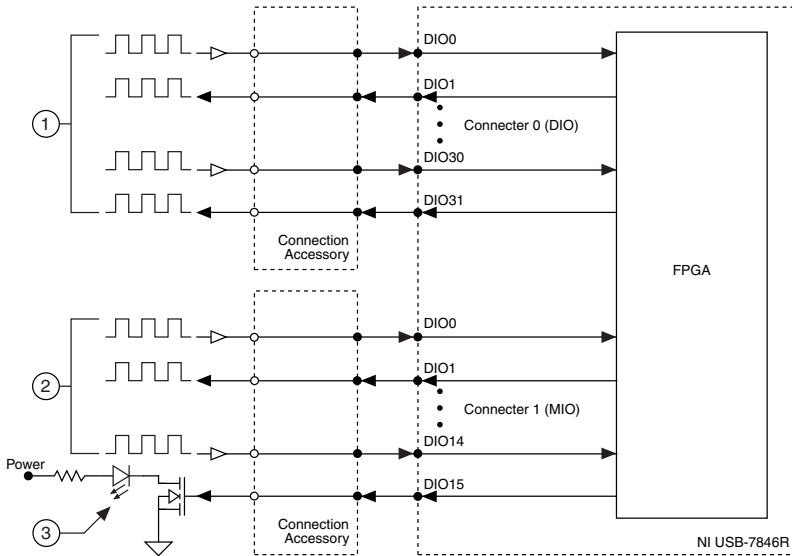 DIO0
DIO1
1
Connecter 0 (DIO)
DIO30
DIO31
Connection
Accessory
FPGA
DIO0
DIO1
2
Connecter 1 (MIO)
DIO14
Power
DIO15
3
Connection
Accessory
NI USB-7846R